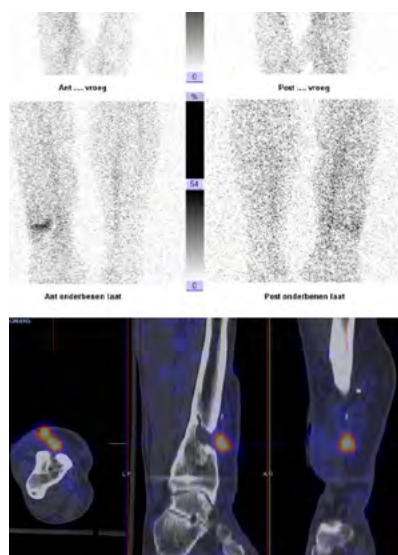 0
%
Ant .... vroeg
Post .... vroeg
54
0
Ant onderbenen laat
Post onderbenen laat